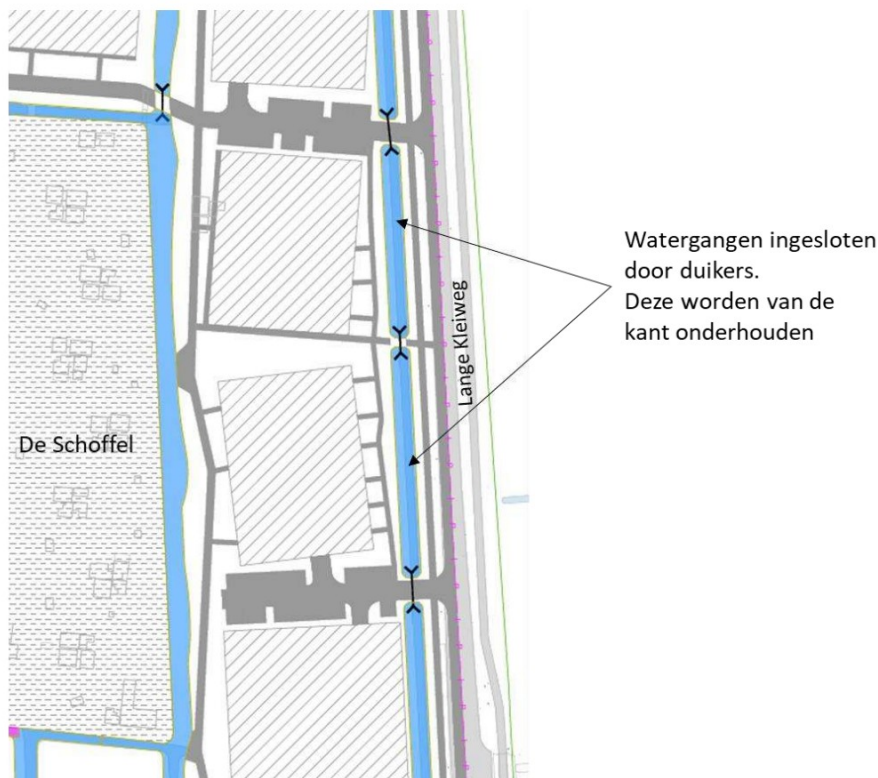 Watergangen ingesloten
door duikers.
Deze worden van de
kant onderhouden
Lange Kleiweg
De Schoffel